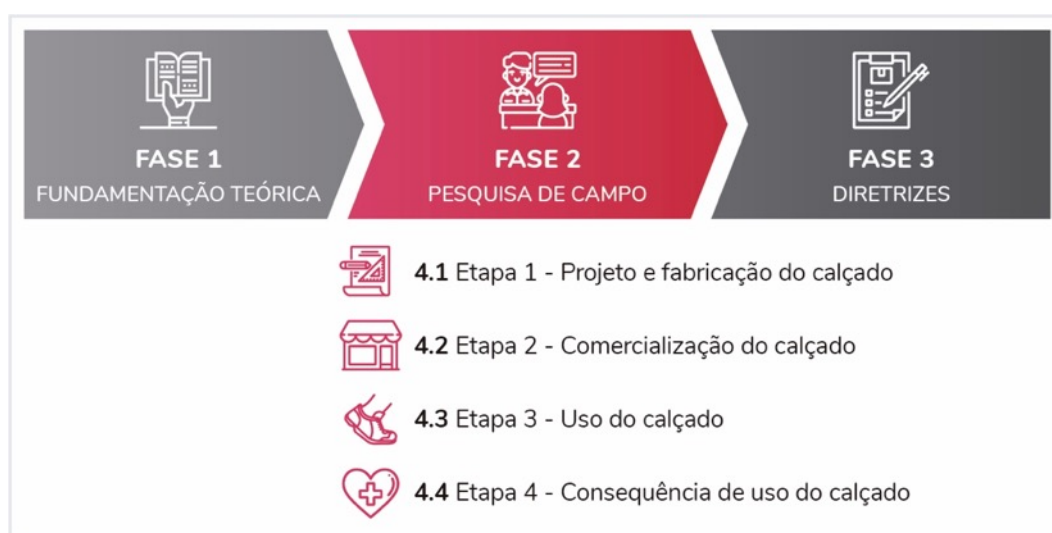 FASE 1
FUNDAMENTAÇÃO TEÓRICA
FASE 2
PESQUISA DE CAMPO
FASE 3
DIRETRIZES
4.1 Etapa 1 - Projeto e fabricação do calçado
4.2 Etapa 2 - Comercialização do calçado
4.3 Etapa 3 - Uso do calçado
4.4 Etapa 4 - Consequência de uso do calçado